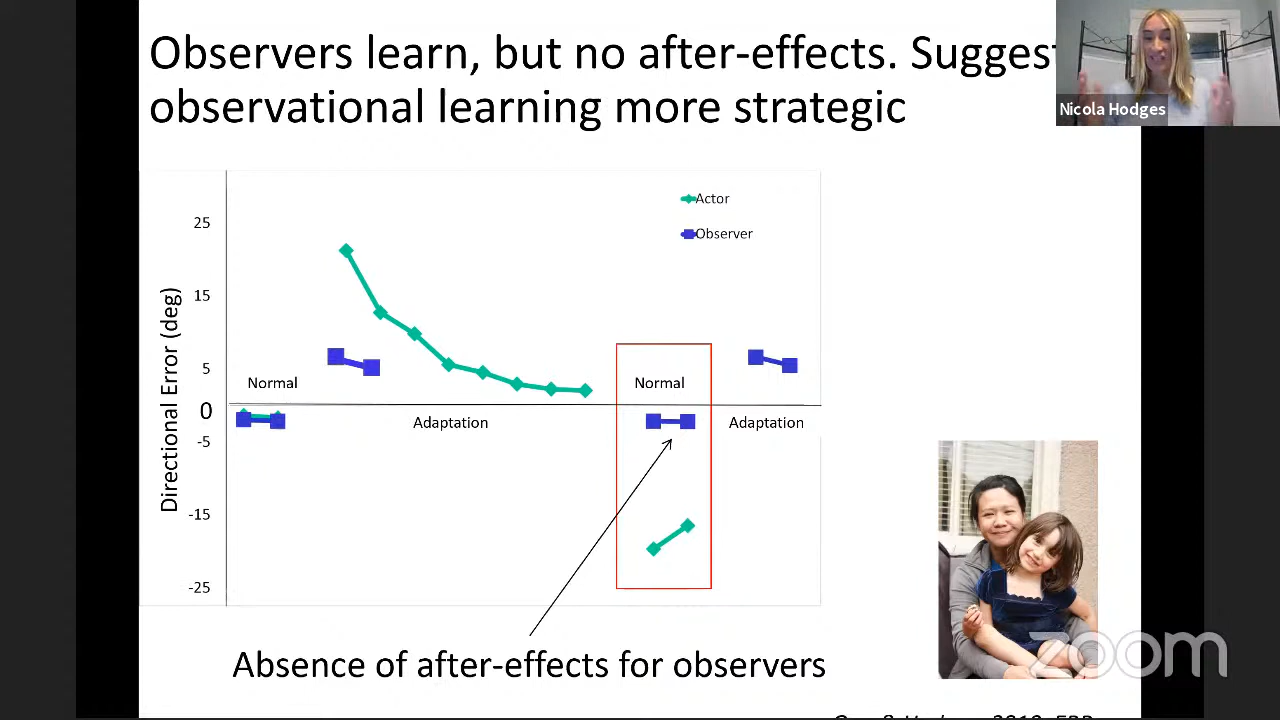 Observers learn, but no after-effects. Suggest
observational learning more strategic
Nicola Hodges
25
15
5
0
-5
-15
-25
Directional Error (deg)
Actor
Observer
Normal
Adaptation
Normal
Adaptation
Absence of after-effects for observers
zoom